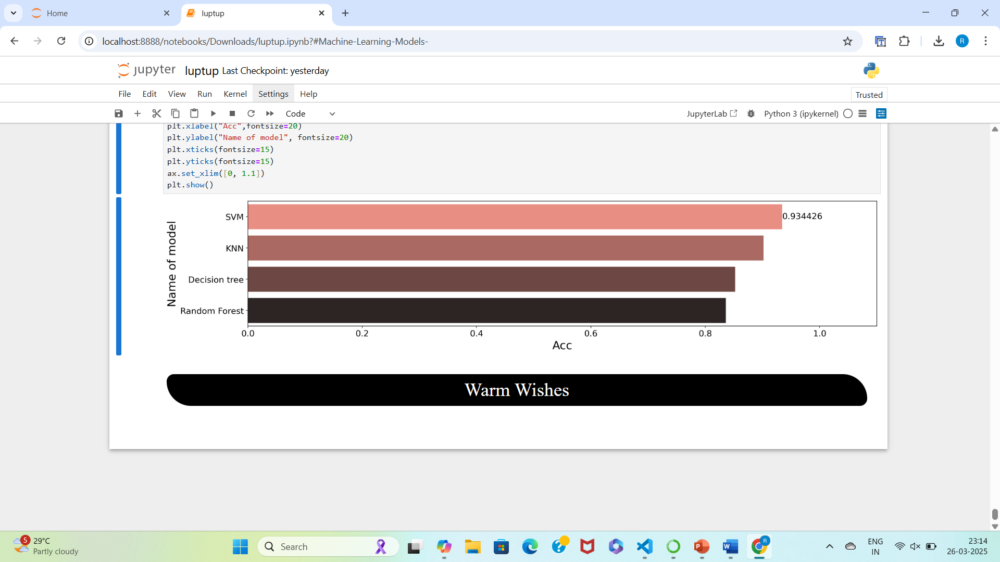 Home
luptup
localhost:8888/notebooks/Downloads/luptup.ipynb?#Machine-Learning-Models-
R
jupyter luptup Last Checkpoint: yesterday
File Edit View Run Kernel Settings Help
Trusted
Code
JupyterLab
Python 3 (ipykernel)
plt.xlabel("Acc",fontsize=20)
plt.ylabel("Name of model", fontsize=20)
plt.xticks(fontsize=15)
plt.yticks(fontsize=15)
ax.set_xlim([0, 1.1])
plt.show()
Name of model
SVM
0.934426
KNN
Decision tree
Random Forest
0.0 0.2 0.4 0.6 0.8 1.0
Acc
Warm Wishes
5
29°C
Partly cloudy
Search
P
W
R
ENG
IN
23:14
26-03-2025